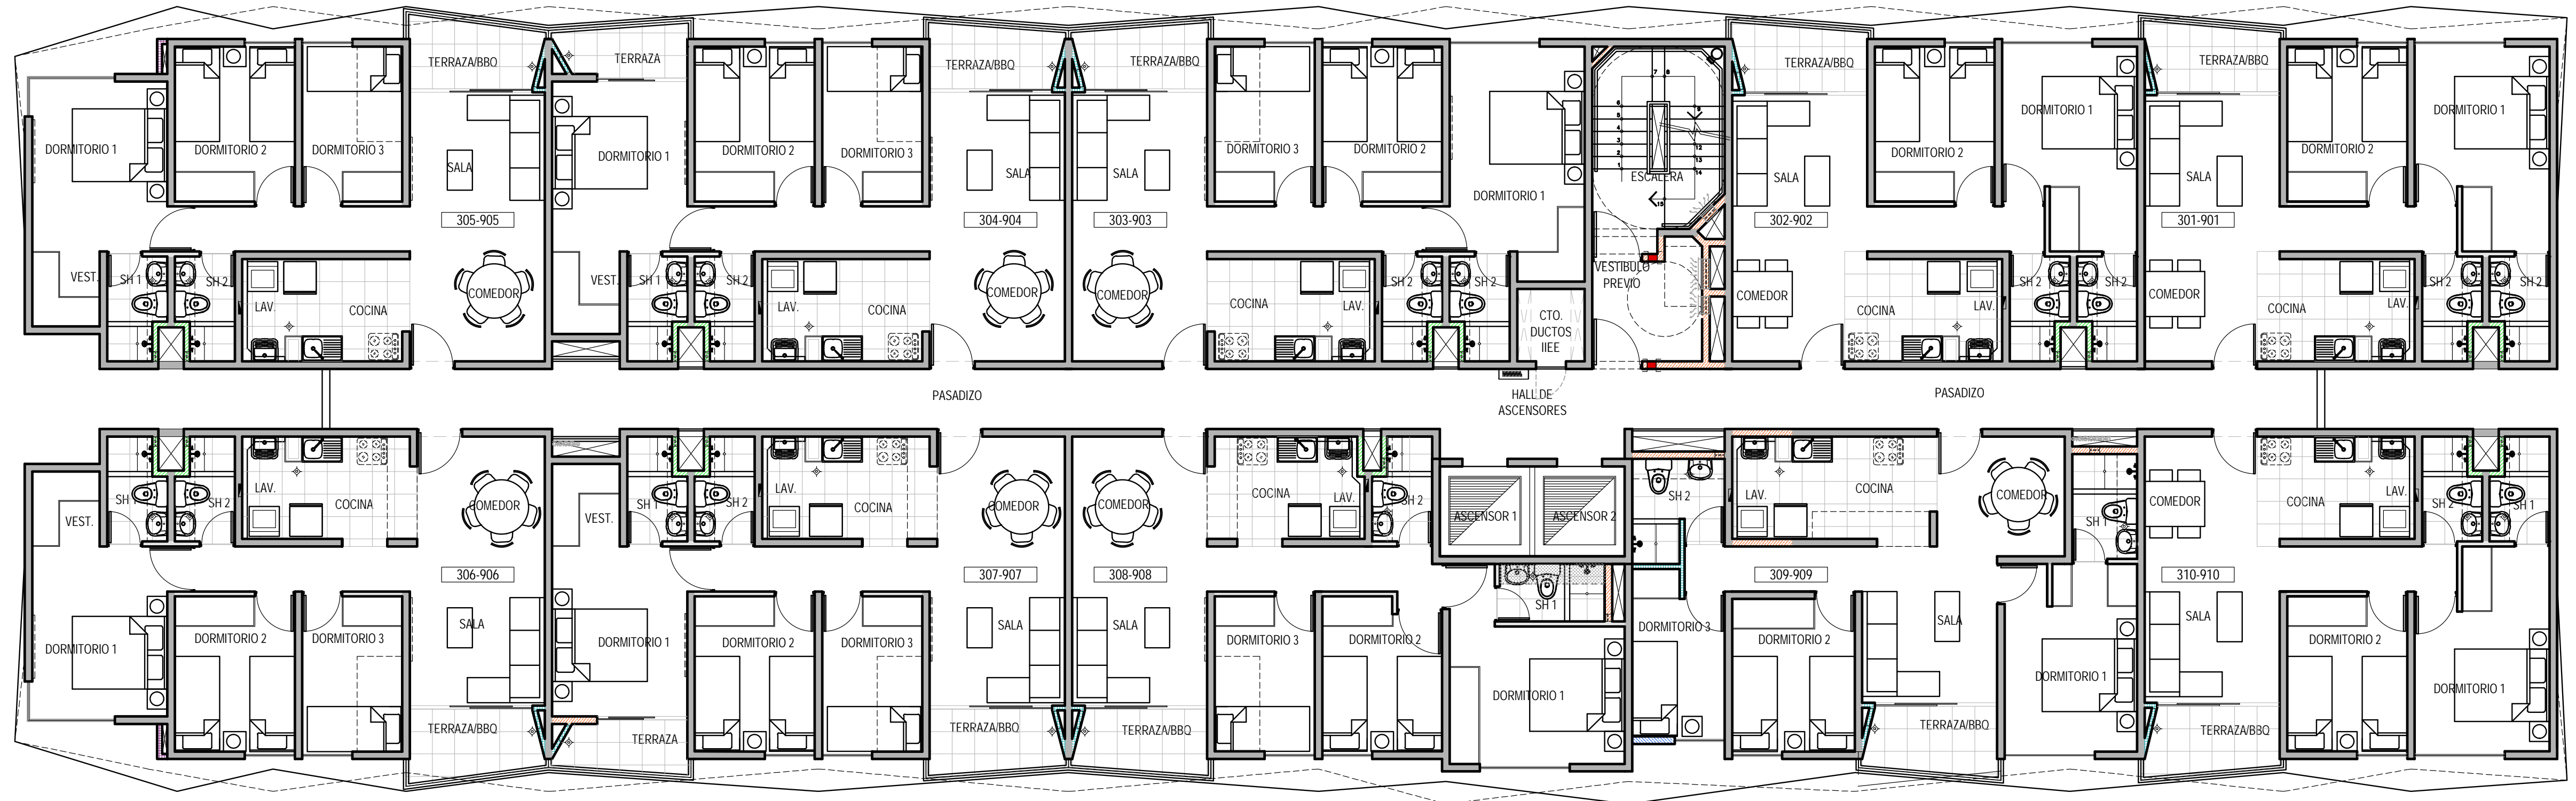 TERRAZA/BBQ
TERRAZA
TERRAZA/BBQ
TERRAZA/BBQ
TERRAZA/BBQ
TERRAZA/BBQ
DORMITORIO 1
DORMITORIO 2
DORMITORIO 3
SALA
DORMITORIO 1
DORMITORIO 2
DORMITORIO 3
SALA
SALA
DORMITORIO 3
DORMITORIO 2
DORMITORIO 1
ESCALERA
SALA
DORMITORIO 2
DORMITORIO 1
SALA
DORMITORIO 2
DORMITORIO 1
305-905
304-904
303-903
302-902
301-901
VEST.
SH 1
SH 2
LAV.
COCINA
COMEDOR
VEST.
SH 1
SH 2
LAV.
COCINA
COMEDOR
COMEDOR
COCINA
LAV.
SH 2
SH 2
CTO.
DUCTOS
IIEE
VESTIBULO
PREVIO
COMEDOR
COCINA
LAV.
SH 2
SH 2
COMEDOR
COCINA
LAV.
SH 2
SH 2
PASADIZO
HALL DE
ASCENSORES
PASADIZO
VEST.
SH 1
SH 2
LAV.
COCINA
COMEDOR
VEST.
SH 1
SH 2
LAV.
COCINA
COMEDOR
COMEDOR
COCINA
LAV.
SH 2
ASCENSOR 1
ASCENSOR 2
SH 2
LAV.
COCINA
COMEDOR
SH 1
COMEDOR
COCINA
LAV.
SH 2
SH 1
306-906
307-907
308-908
309-909
310-910
SH 1
DORMITORIO 1
DORMITORIO 2
DORMITORIO 3
SALA
DORMITORIO 1
DORMITORIO 2
DORMITORIO 3
SALA
SALA
DORMITORIO 3
DORMITORIO 2
DORMITORIO 1
DORMITORIO 3
DORMITORIO 2
SALA
DORMITORIO 1
SALA
DORMITORIO 2
DORMITORIO 1
TERRAZA/BBQ
TERRAZA
TERRAZA/BBQ
TERRAZA/BBQ
TERRAZA/BBQ
TERRAZA/BBQ